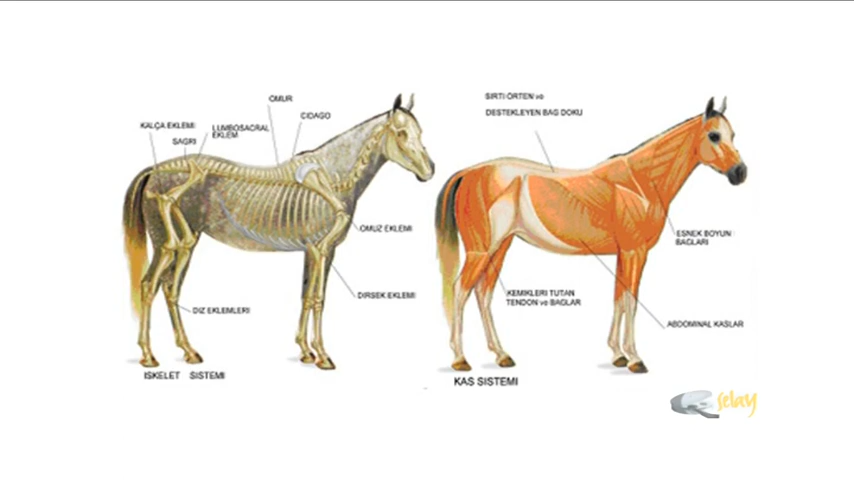 OMUR
CIDAGO
KALÇA EKLEMI
LUMBOSACRAL
EKLEM
SAGRI
OMUZ EKLEMI
DIRSEK EKLEMI
DIZ EKLEMLERI
ISKELET SISTEMI
SIRTI ÖRTEN ve
DESTEKLEYEN BAG DOKU
ESNEK BOYUN
BAGLARI
KEMIKLERI TUTAN
TENDON ve BAGLAR
ABDOMINAL KASLAR
KAS SISTEMI
selay